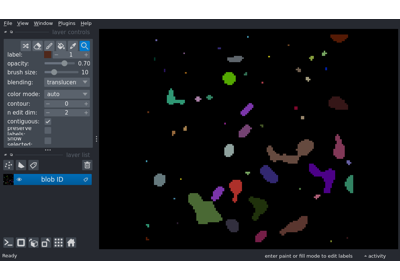 File View Window Plugins Help
layer controls
label: 1
opacity: 0.70
brush size: 10
blending: translucen
color mode: auto
contour: 0
n edit dim: 2
contiguous:
preserve labels:
show selected:
layer list
blob ID
Ready
enter paint or fill mode to edit labels
activity